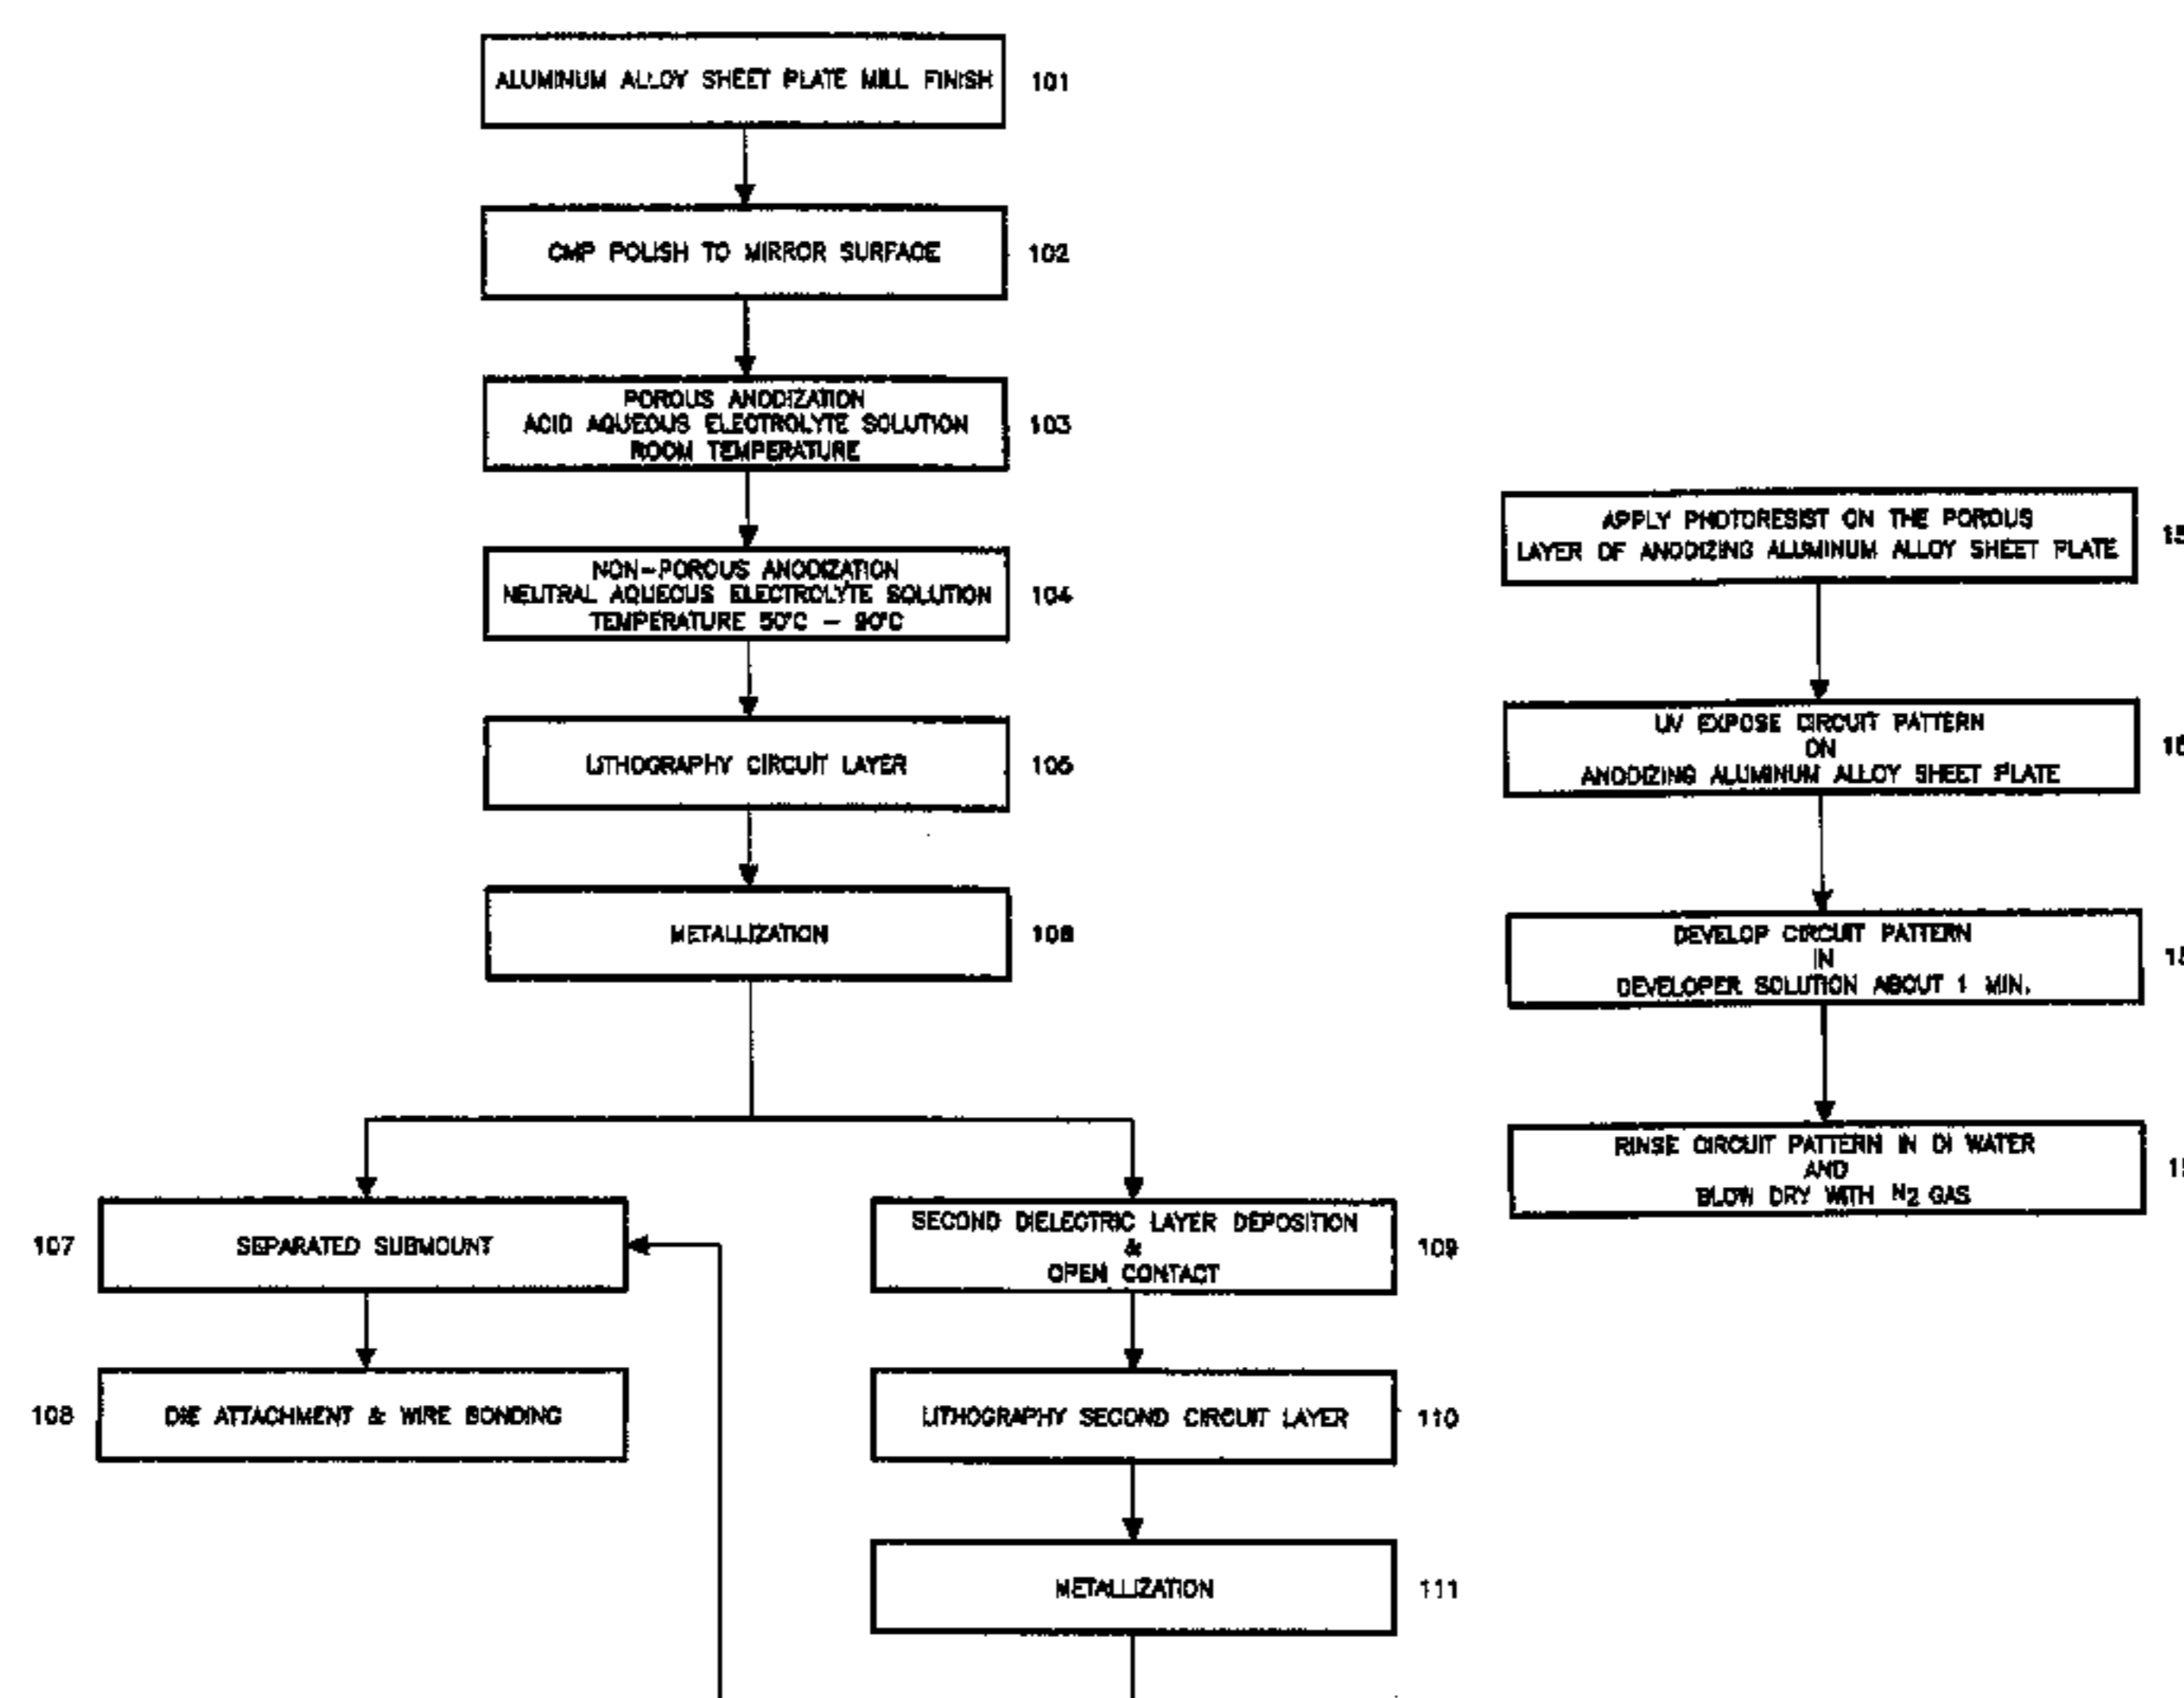 ALUMINUM ALLOY SHEET PLATE MILL FINISH
101
CMP POLISH TO MIRROR SURFACE
102
POROUS ANODIZATION
ACID AQUEOUS ELECTROLYTE SOLUTION
ROOM TEMPERATURE
103
NON-POROUS ANODIZATION
NEUTRAL AQUEOUS ELECTROLYTE SOLUTION
TEMPERATURE 50°C - 90°C
104
LITHOGRAPHY CIRCUIT LAYER
105
METALLIZATION
106
107
SEPARATED SUBMOUNT
108
DIE ATTACHMENT & WIRE BONDING
SECOND DIELECTRIC LAYER DEPOSITION
&
OPEN CONTACT
109
LITHOGRAPHY SECOND CIRCUIT LAYER
110
METALLIZATION
111
APPLY PHOTORESIST ON THE POROUS
LAYER OF ANODIZING ALUMINUM ALLOY SHEET PLATE
UV EXPOSE CIRCUIT PATTERN
ON
ANODIZING ALUMINUM ALLOY SHEET PLATE
DEVELOP CIRCUIT PATTERN
IN
DEVELOPER SOLUTION ABOUT 1 MIN.
RINSE CIRCUIT PATTERN IN DI WATER
AND
BLOW DRY WITH N2 GAS